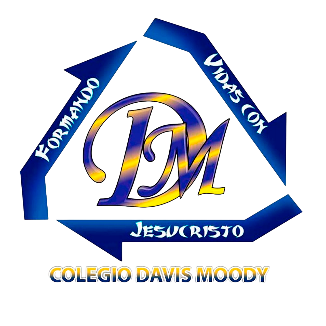 FORMANDO
VIDAS CON
JESUCRISTO
DM
COLEGIO DAVIS MOODY